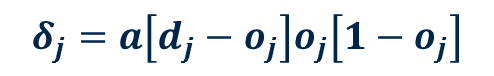 δⱼ = a[dⱼ − oⱼ]oⱼ[1 − oⱼ]